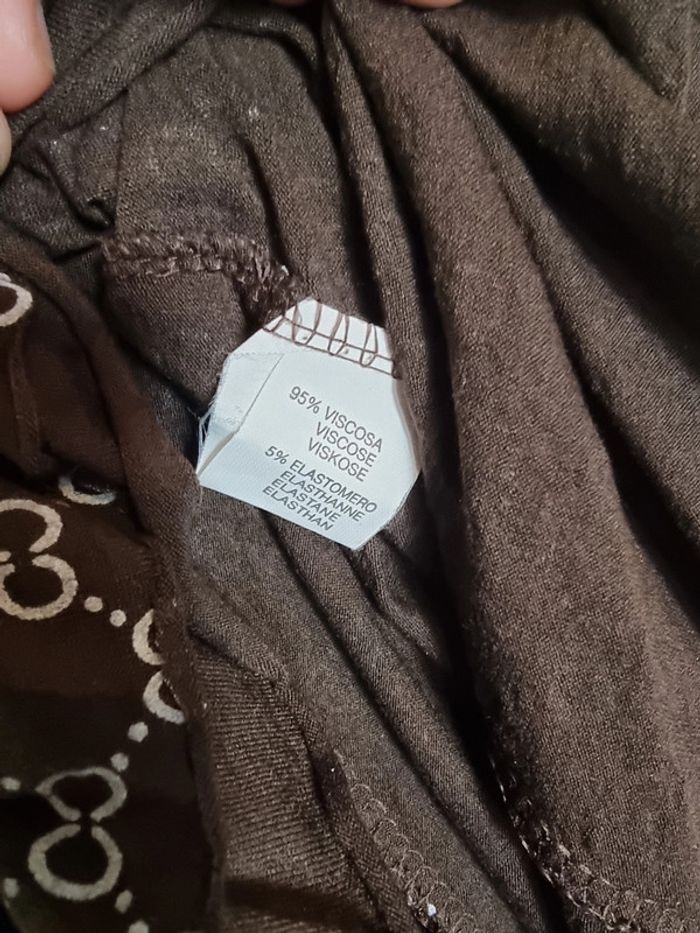 95% VISCOSA
VISCOSE
VISKOSE
5% ELASTOMERO
ELASTHANNE
ELASTANE
ELASTHAN